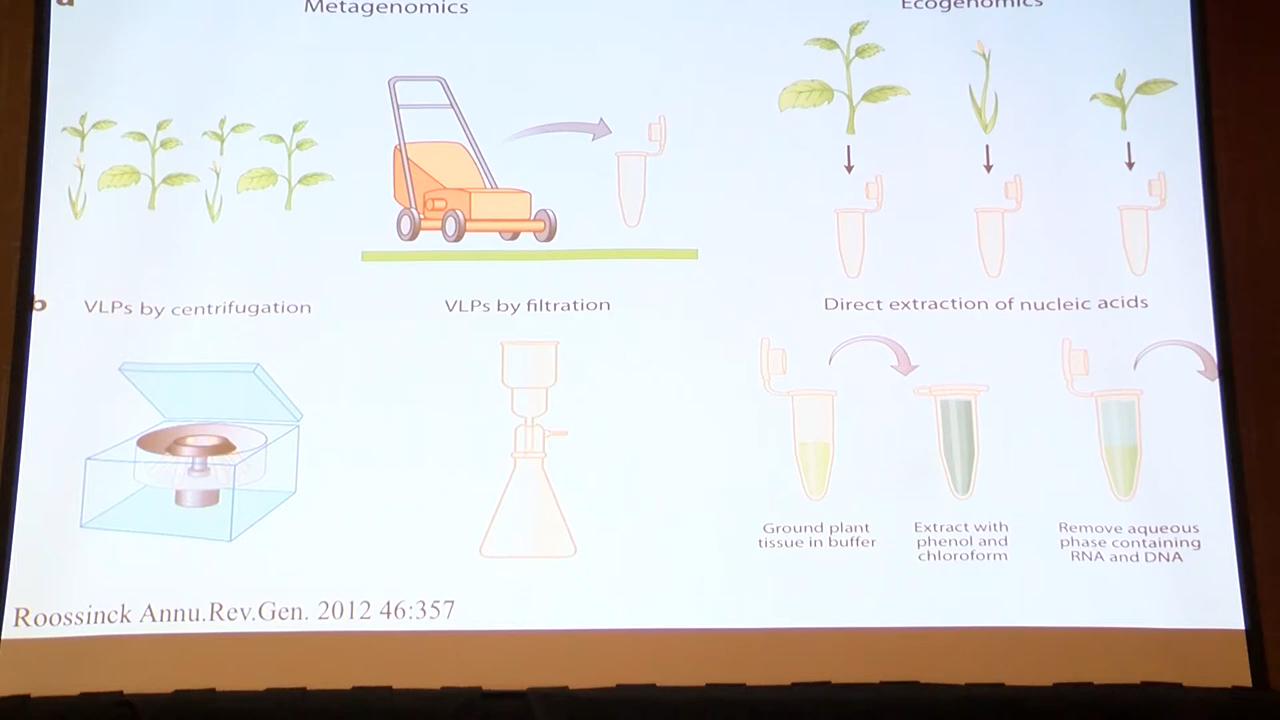 a
Metagenomics
Ecogenomics
b
VLPs by centrifugation
VLPs by filtration
Direct extraction of nucleic acids
Ground plant
tissue in buffer
Extract with
phenol and
chloroform
Remove aqueous
phase containing
RNA and DNA
Roossinck Annu.Rev.Gen. 2012 46:357